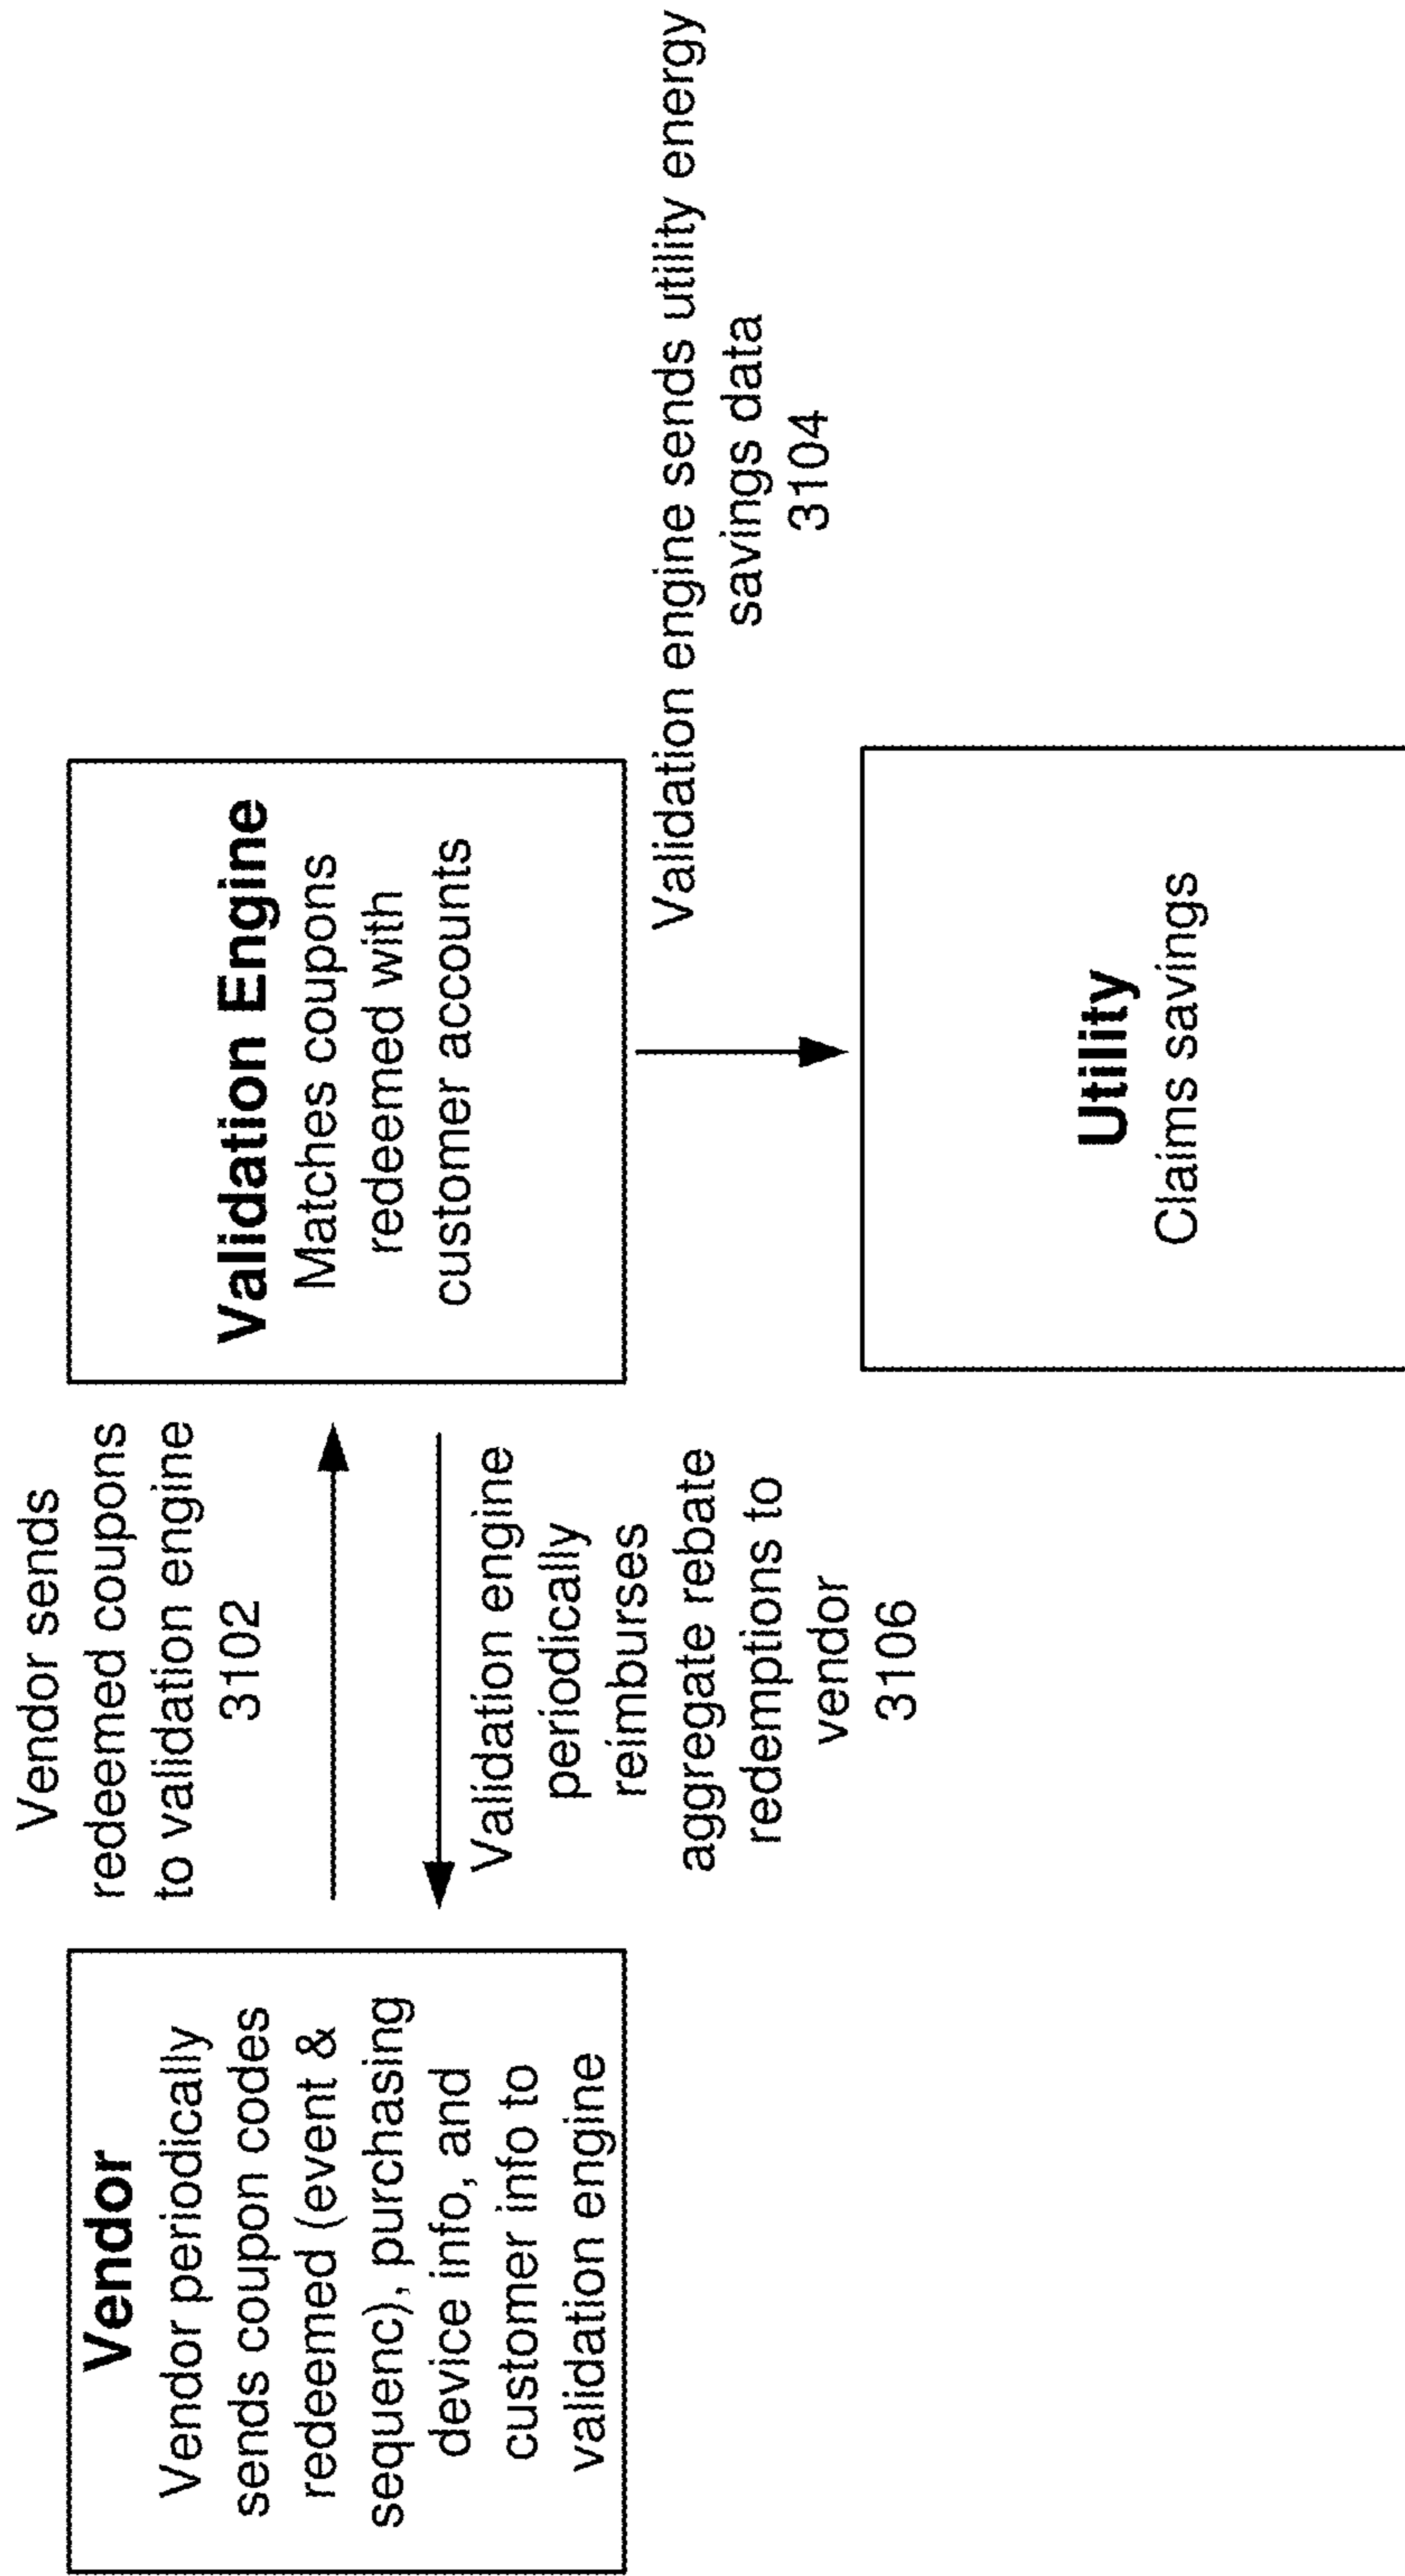 Vendor
Vendor periodically
sends coupon codes
redeemed (event &
sequenc), purchasing
device info, and
customer info to
validation engine
Vendor sends
redeemed coupons
to validation engine
3102
Validation engine
periodically
reimburses
aggregate rebate
redemptions to
vendor
3106
Validation Engine
Matches coupons
redeemed with
customer accounts
Validation engine sends utility energy
savings data
3104
Utility
Claims savings